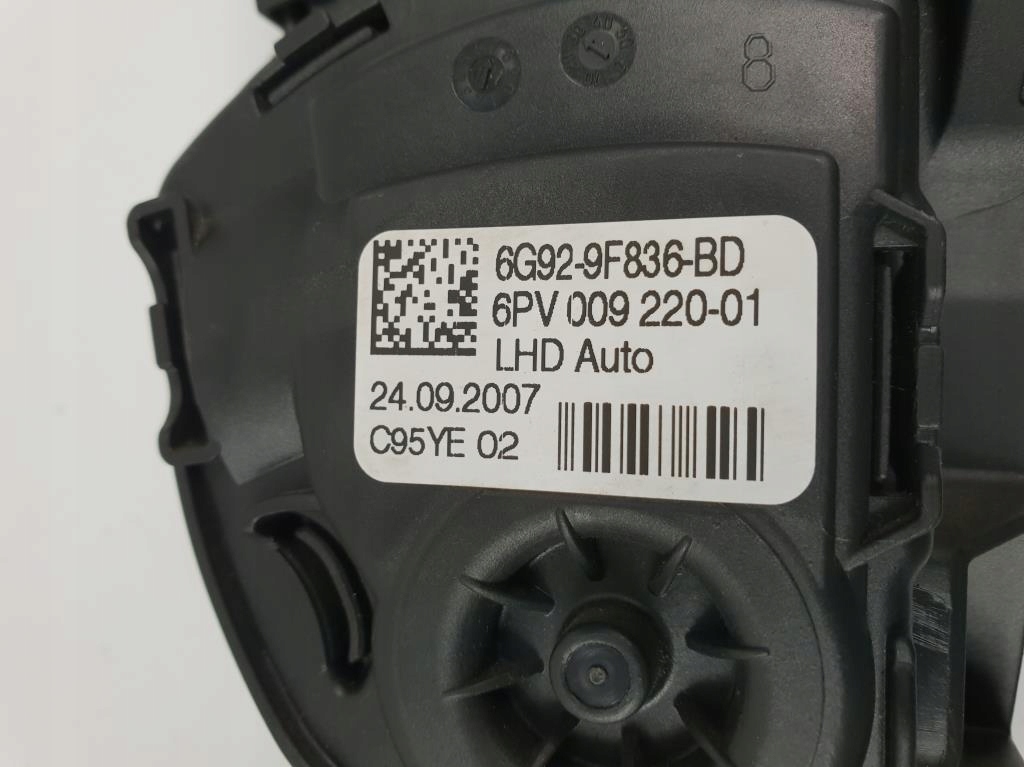 8
6G92-9F836-BD
6PV 009 220-01
LHD Auto
24.09.2007
C95YE 02